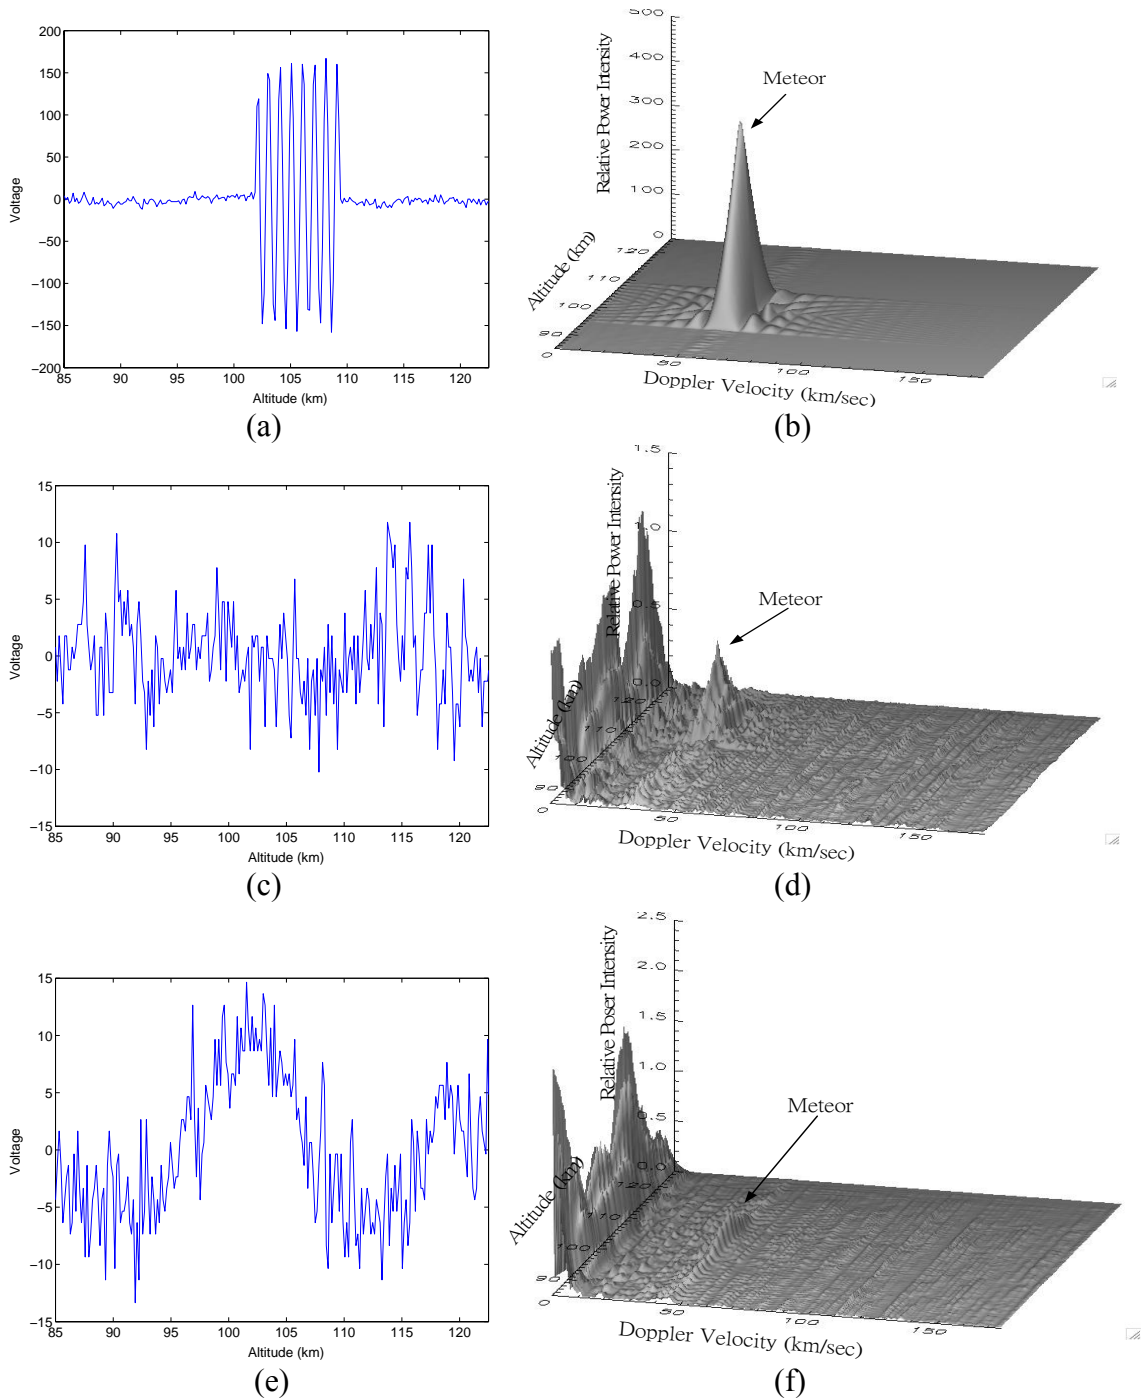 200
150
100
50
0
−50
−100
−150
−200
Voltage
85 90 95 100 105 110 115 120
Altitude (km)
(a)
500
400
300
200
100
0
Relative Power Intensity
Meteor
120
110
100
90
Altitude (km)
0 50 100 150
Doppler Velocity (km/sec)
(b)
15
10
5
0
−5
−10
−15
Voltage
85 90 95 100 105 110 115 120
Altitude (km)
(c)
1.5
1.0
0.5
0.0
Relative Power Intensity
Meteor
120
110
100
90
Altitude (km)
0 50 100 150
Doppler Velocity (km/sec)
(d)
15
10
5
0
−5
−10
−15
Voltage
85 90 95 100 105 110 115 120
Altitude (km)
(e)
2.5
2.0
1.5
1.0
0.5
0.0
Relative Poser Intensity
Meteor
120
110
100
90
Altitude (km)
0 50 100 150
Doppler Velocity (km/sec)
(f)